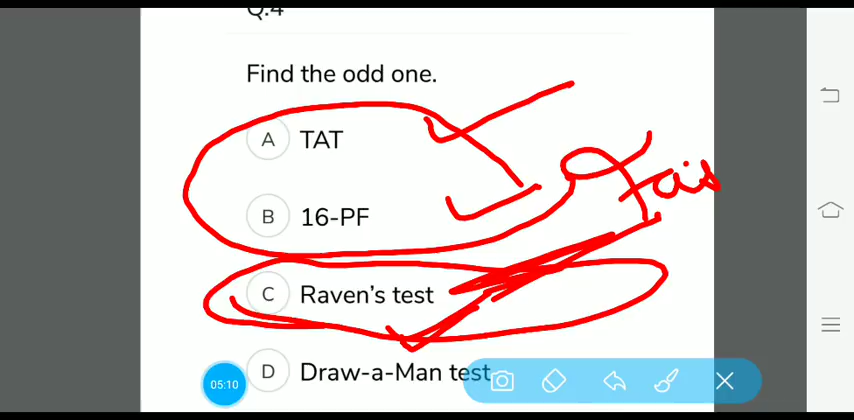 Q.4
Find the odd one.
A TAT
B 16-PF
C Raven's test
D Draw-a-Man test
05:10